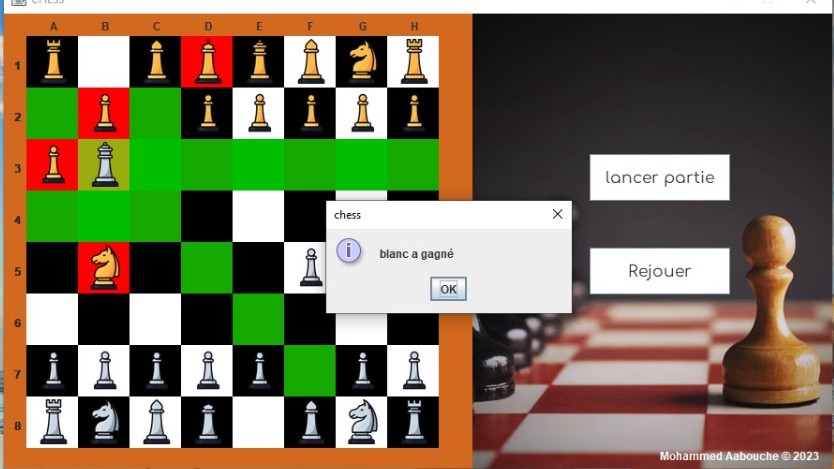 CHESS
A B C D E F G H
1
2
3
4
5
6
7
8
chess
blanc a gagné
OK
lancer partie
Rejouer
Mohammed Aabouche © 2023